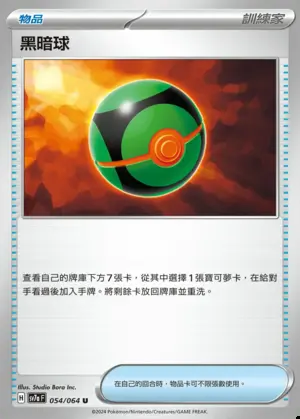 物品
訓練家
黑暗球
查看自己的牌庫下方7張卡,從其中選擇1張寶可夢卡,在給對
手看過後加入手牌。將剩餘卡放回牌庫並重洗。
Illus. Studio Bora Inc.
H SV7a F 054/064 U
在自己的回合時,物品卡可不限張數使用。
©2024 Pokémon/Nintendo/Creatures/GAME FREAK.